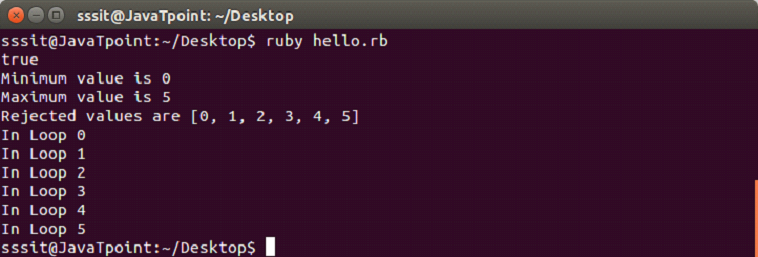 sssit@JavaTpoint: ~/Desktop
sssit@JavaTpoint:~/Desktop$ ruby hello.rb
true
Minimum value is 0
Maximum value is 5
Rejected values are [0, 1, 2, 3, 4, 5]
In Loop 0
In Loop 1
In Loop 2
In Loop 3
In Loop 4
In Loop 5
sssit@JavaTpoint:~/Desktop$